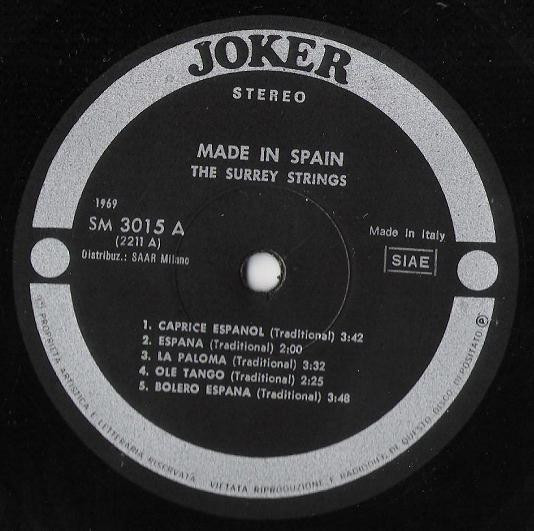 JOKER
STEREO
MADE IN SPAIN
THE SURREY STRINGS
1969
SM 3015 A
(2211 A)
Distribuz.: SAAR Milano
Made in Italy
SIAE
1. CAPRICE ESPANOL (Traditional) 3:42
2. ESPANA (Traditional) 2:00
3. LA PALOMA (Traditional) 3:32
4. OLE TANGO (Traditional) 2:25
5. BOLERO ESPANA (Traditional) 3:48
PROPRIETÀ ARTISTICA E LETTERARIA RISERVATA - VIETATA RIPRODUZIONE E RADIODIF. DI QUESTO DISCO DEPOSITATO Ⓟ